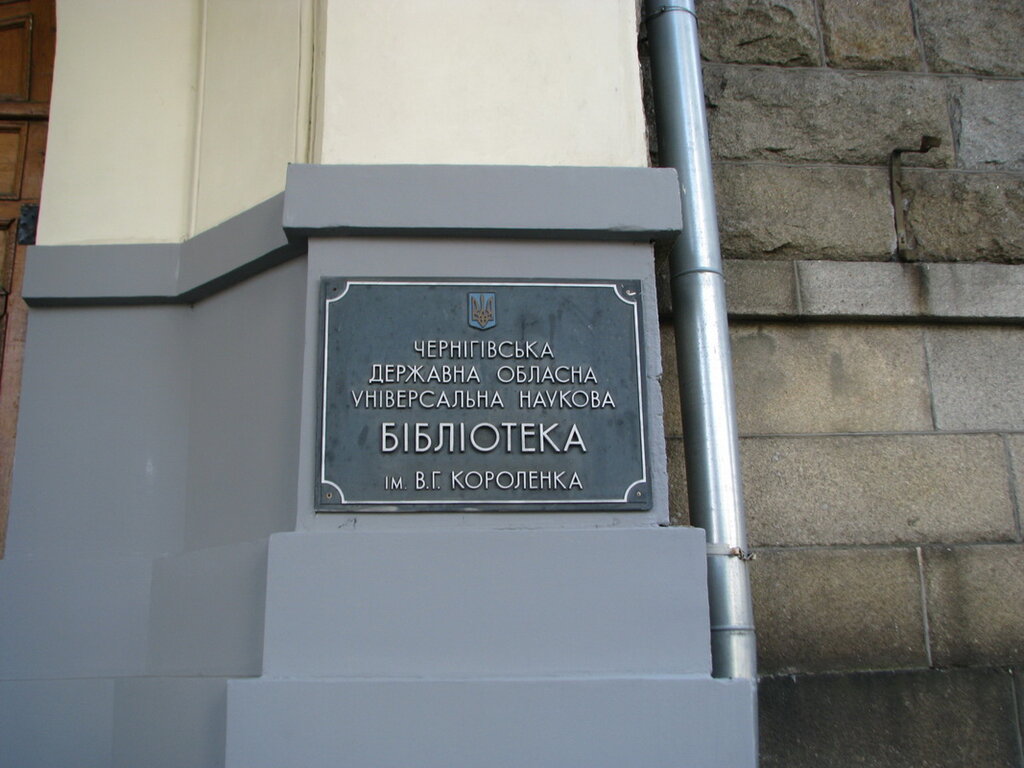 ЧЕРНІГІВСЬКА
ДЕРЖАВНА ОБЛАСНА
УНІВЕРСАЛЬНА НАУКОВА
БІБЛІОТЕКА
ІМ. В.Г. КОРОЛЕНКА